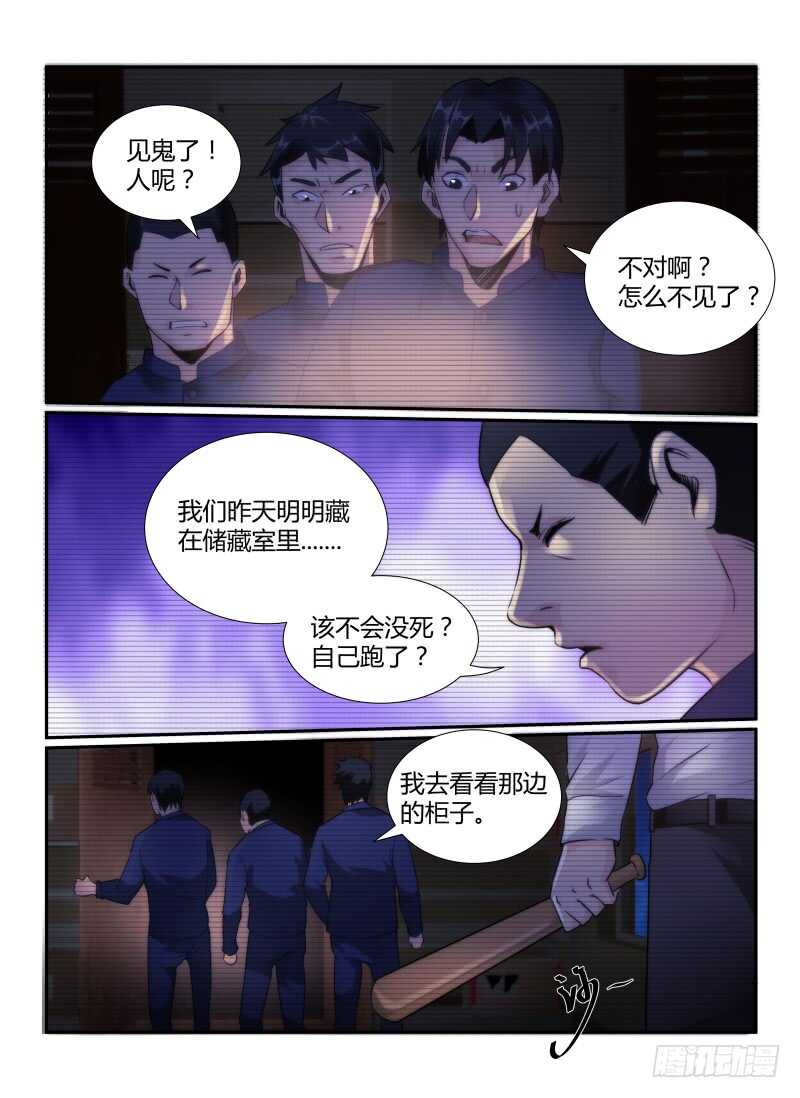 见鬼了！
人呢？
不对啊？
怎么不见了？
我们昨天明明藏
在储藏室里……
该不会没死？
自己跑了？
我去看看那边
的柜子。
沙～
腾讯动漫